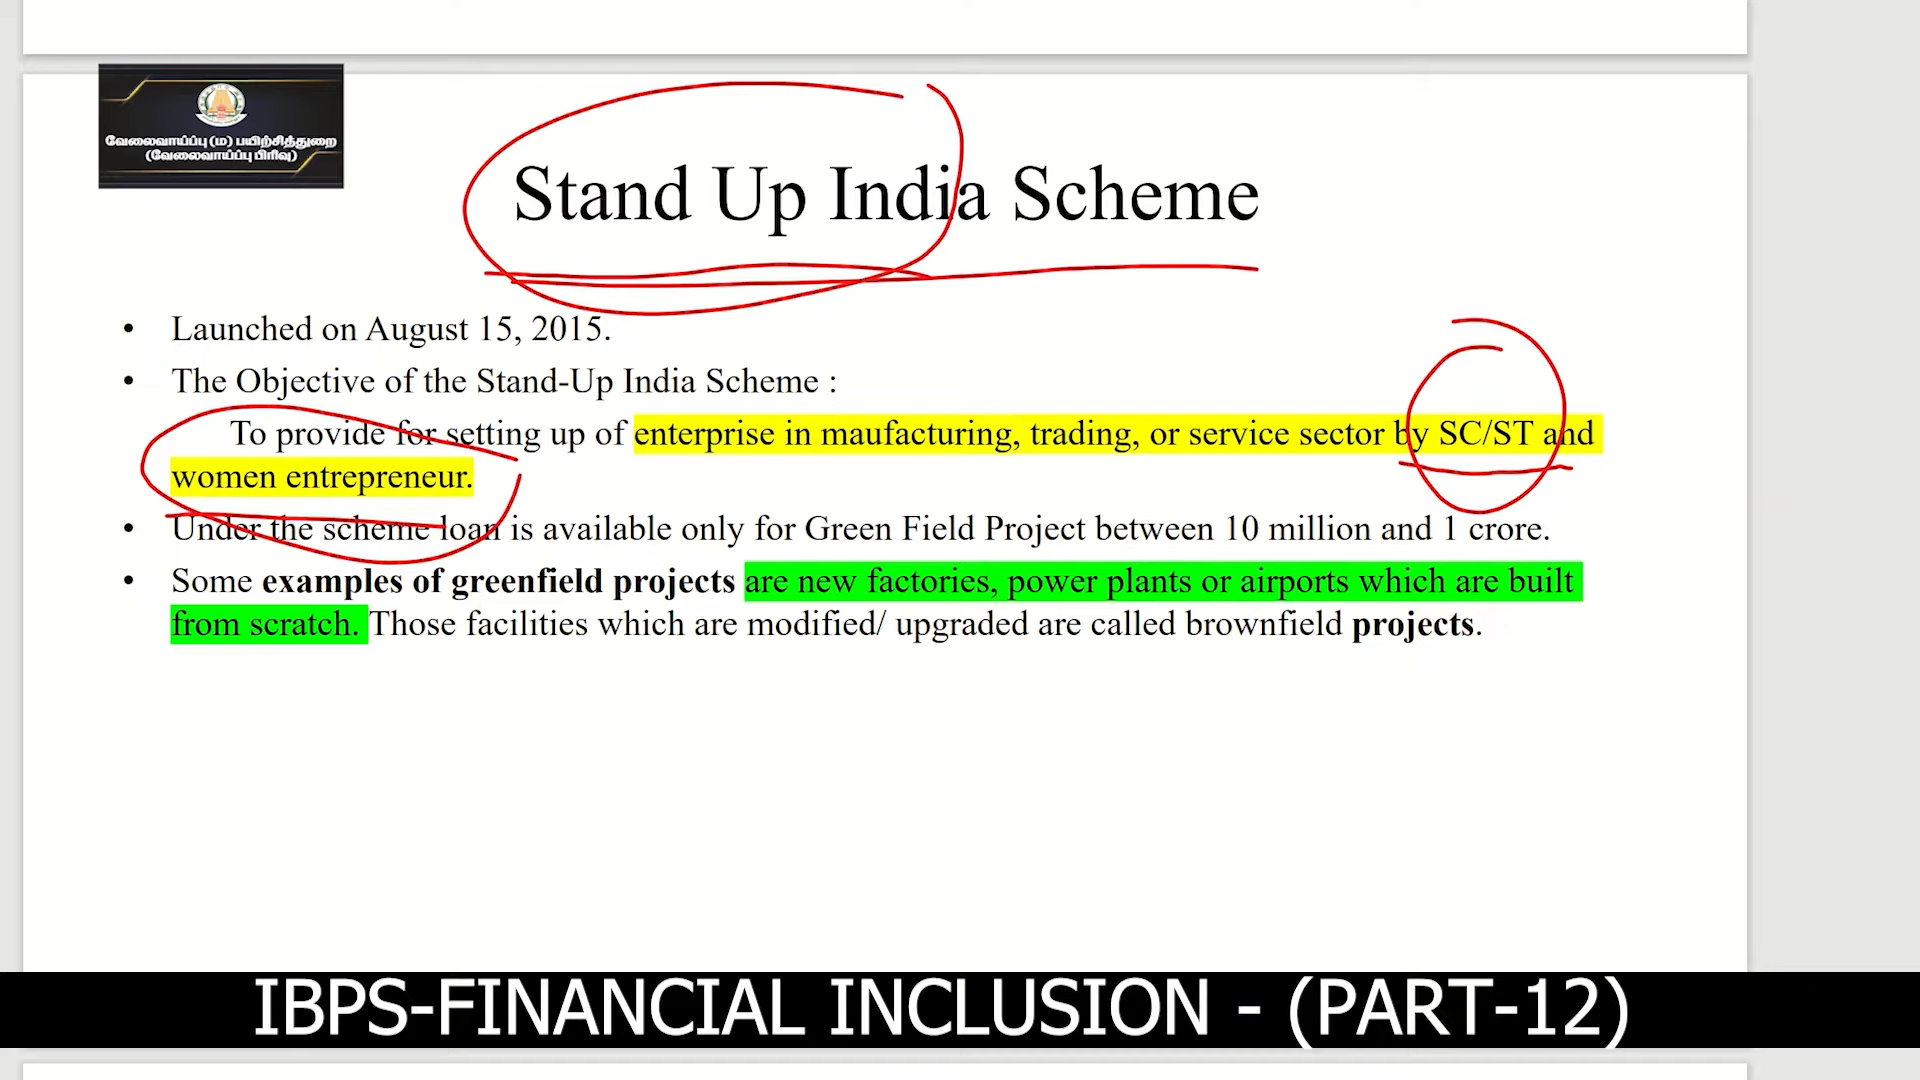 வேலைவாய்ப்பு (ம) பயிற்சித்துறை
(வேலைவாய்ப்பு பிரிவு)
Stand Up India Scheme
• Launched on August 15, 2015.
• The Objective of the Stand-Up India Scheme :
To provide for setting up of enterprise in maufacturing, trading, or service sector by SC/ST and
women entrepreneur.
• Under the scheme loan is available only for Green Field Project between 10 million and 1 crore.
• Some examples of greenfield projects are new factories, power plants or airports which are built
from scratch. Those facilities which are modified/ upgraded are called brownfield projects.
IBPS-FINANCIAL INCLUSION - (PART-12)